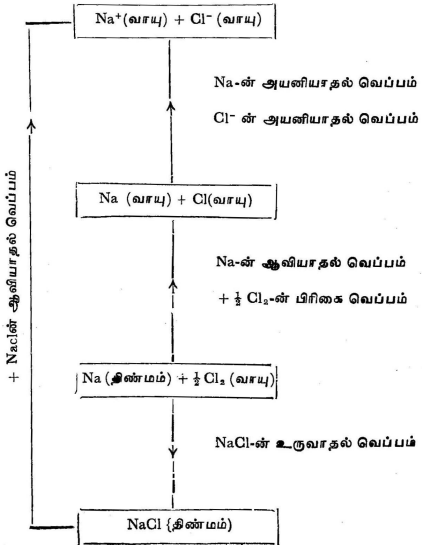 Na⁺(வாயு) + Cl⁻ (வாயு)
Na-ன் அயனியாதல் வெப்பம்
Cl⁻ ன் அயனியாதல் வெப்பம்
Na (வாயு) + Cl(வாயு)
Na-ன் ஆவியாதல் வெப்பம்
+ ½ Cl₂-ன் பிரிகை வெப்பம்
Na (திண்மம்) + ½ Cl₂ (வாயு)
NaCl-ன் உருவாதல் வெப்பம்
NaCl {திண்மம்)
+ Naclன் ஆவியாதல் வெப்பம்